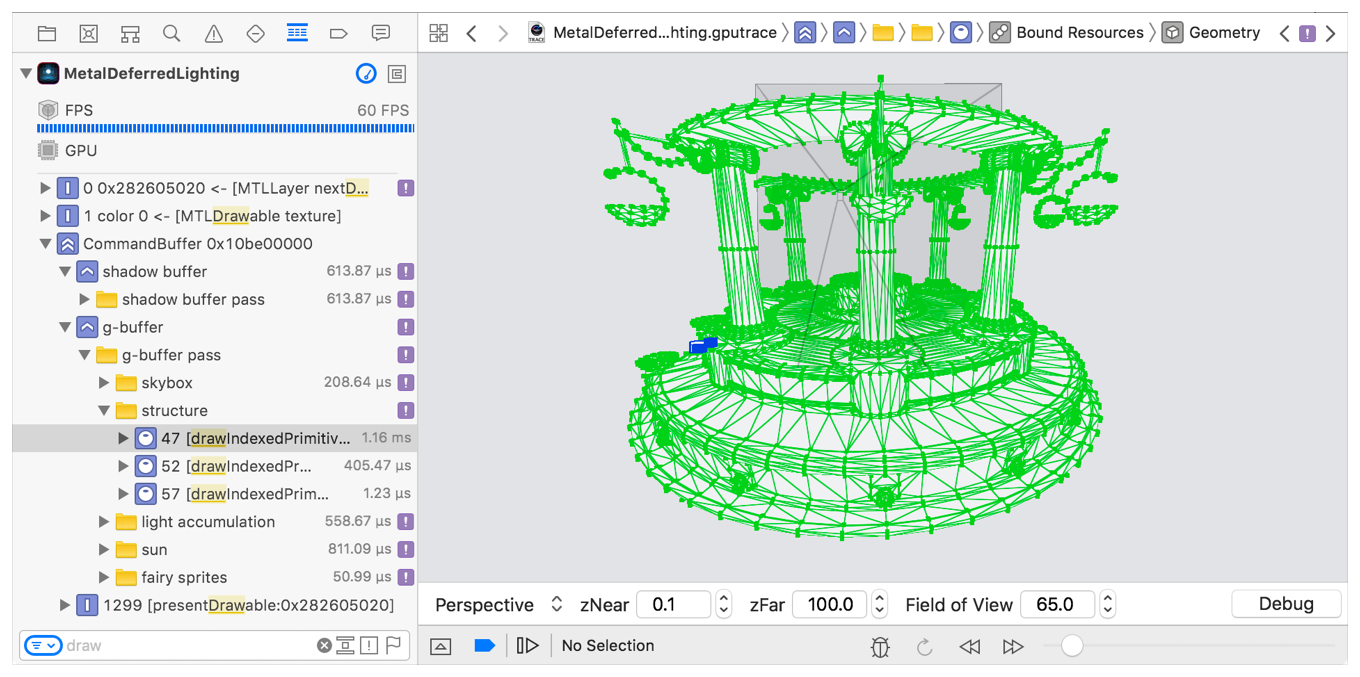 MetalDeferred...hting.gputrace
Bound Resources
Geometry
MetalDeferredLighting
FPS 60 FPS
GPU
0 0x282605020 <- [MTLLayer nextD...
1 color 0 <- [MTLDrawable texture]
CommandBuffer 0x10be00000
shadow buffer 613.87 µs
shadow buffer pass 613.87 µs
g-buffer
g-buffer pass
skybox 208.64 µs
structure
47 [drawIndexedPrimitiv... 1.16 ms
52 [drawIndexedPr... 405.47 µs
57 [drawIndexedPrim... 1.23 µs
light accumulation 558.67 µs
sun 811.09 µs
fairy sprites 50.99 µs
1299 [presentDrawable:0x282605020]
draw
Perspective zNear 0.1 zFar 100.0 Field of View 65.0 Debug
No Selection